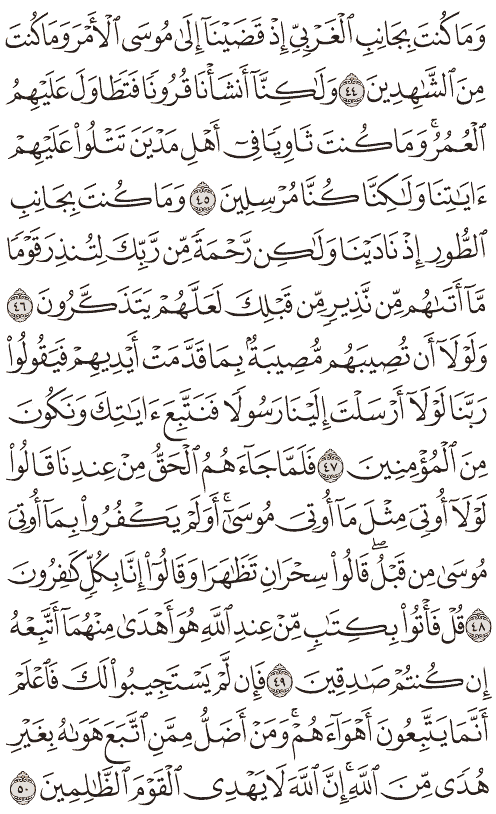 وَمَا كُنتَ بِجَانِبِ ٱلْغَرْبِىِّ إِذْ قَضَيْنَآ إِلَىٰ مُوسَى ٱلْأَمْرَ وَمَا كُنتَ
مِنَ ٱلشَّـٰهِدِينَ ٤٤ وَلَـٰكِنَّآ أَنشَأْنَا قُرُونًا فَتَطَاوَلَ عَلَيْهِمُ
ٱلْعُمُرُ ۚ وَمَا كُنتَ ثَاوِيًا فِىٓ أَهْلِ مَدْيَنَ تَتْلُوا۟ عَلَيْهِمْ
ءَايَـٰتِنَا وَلَـٰكِنَّا كُنَّا مُرْسِلِينَ ٤٥ وَمَا كُنتَ بِجَانِبِ
ٱلطُّورِ إِذْ نَادَيْنَا وَلَـٰكِن رَّحْمَةً مِّن رَّبِّكَ لِتُنذِرَ قَوْمًا
مَّآ أَتَىٰهُم مِّن نَّذِيرٍ مِّن قَبْلِكَ لَعَلَّهُمْ يَتَذَكَّرُونَ ٤٦
وَلَوْلَآ أَن تُصِيبَهُم مُّصِيبَةٌۢ بِمَا قَدَّمَتْ أَيْدِيهِمْ فَيَقُولُوا۟
رَبَّنَا لَوْلَآ أَرْسَلْتَ إِلَيْنَا رَسُولًا فَنَتَّبِعَ ءَايَـٰتِكَ وَنَكُونَ
مِنَ ٱلْمُؤْمِنِينَ ٤٧ فَلَمَّا جَآءَهُمُ ٱلْحَقُّ مِنْ عِندِنَا قَالُوا۟
لَوْلَآ أُوتِىَ مِثْلَ مَآ أُوتِىَ مُوسَىٰٓ ۚ أَوَلَمْ يَكْفُرُوا۟ بِمَآ أُوتِىَ
مُوسَىٰ مِن قَبْلُ ۖ قَالُوا۟ سِحْرَانِ تَظَـٰهَرَا وَقَالُوٓا۟ إِنَّا بِكُلٍّ كَـٰفِرُونَ
٤٨ قُلْ فَأْتُوا۟ بِكِتَـٰبٍ مِّنْ عِندِ ٱللَّهِ هُوَ أَهْدَىٰ مِنْهُمَآ أَتَّبِعْهُ
إِن كُنتُمْ صَـٰدِقِينَ ٤٩ فَإِن لَّمْ يَسْتَجِيبُوا۟ لَكَ فَٱعْلَمْ
أَنَّمَا يَتَّبِعُونَ أَهْوَآءَهُمْ ۚ وَمَنْ أَضَلُّ مِمَّنِ ٱتَّبَعَ هَوَىٰهُ بِغَيْرِ
هُدًى مِّنَ ٱللَّهِ ۚ إِنَّ ٱللَّهَ لَا يَهْدِى ٱلْقَوْمَ ٱلظَّـٰلِمِينَ ٥٠